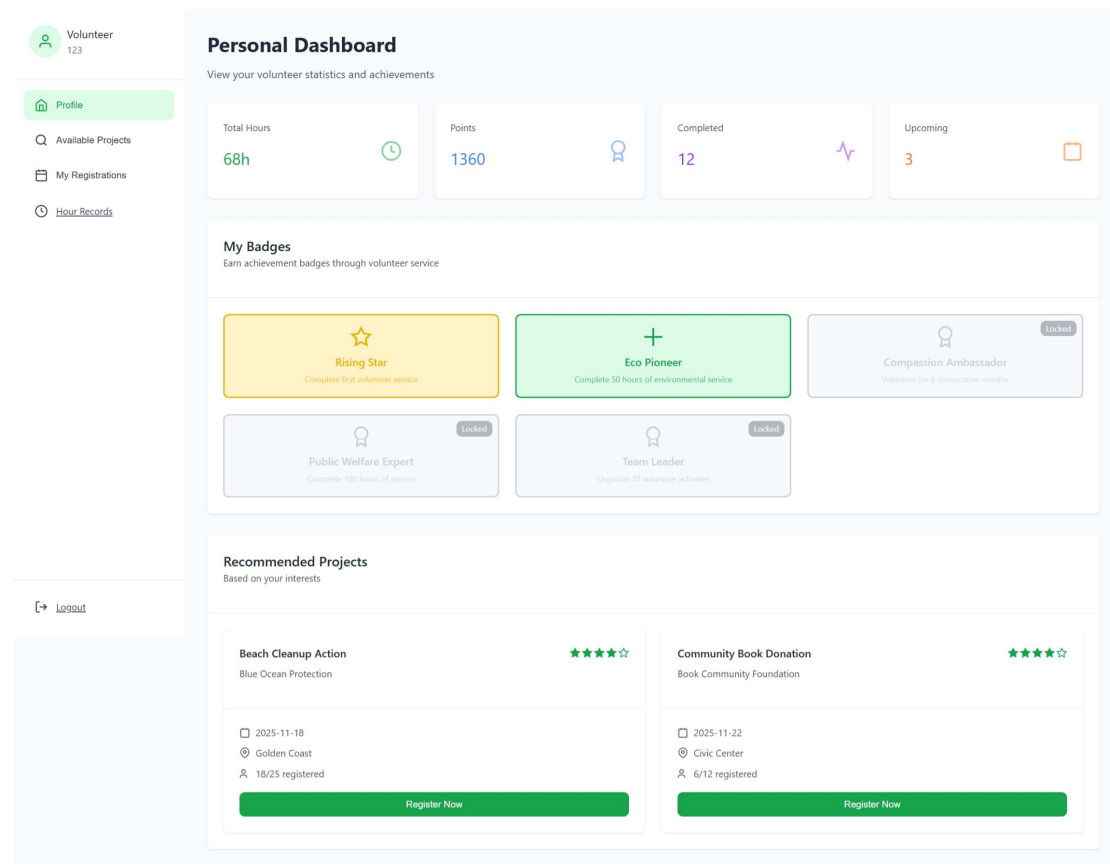 Volunteer
123
Profile
Available Projects
My Registrations
Hour Records
Logout
Personal Dashboard
View your volunteer statistics and achievements
Total Hours
68h
Points
1360
Completed
12
Upcoming
3
My Badges
Earn achievement badges through volunteer service
Rising Star
Complete first volunteer service
Eco Pioneer
Complete 50 hours of environmental service
Locked
Compassion Ambassador
Volunteer for 6 consecutive months
Locked
Public Welfare Expert
Complete 100 hours of service
Locked
Team Leader
Organize 10 volunteer activities
Recommended Projects
Based on your interests
Beach Cleanup Action
Blue Ocean Protection
2025-11-18
Golden Coast
18/25 registered
Register Now
Community Book Donation
Book Community Foundation
2025-11-22
Civic Center
6/12 registered
Register Now